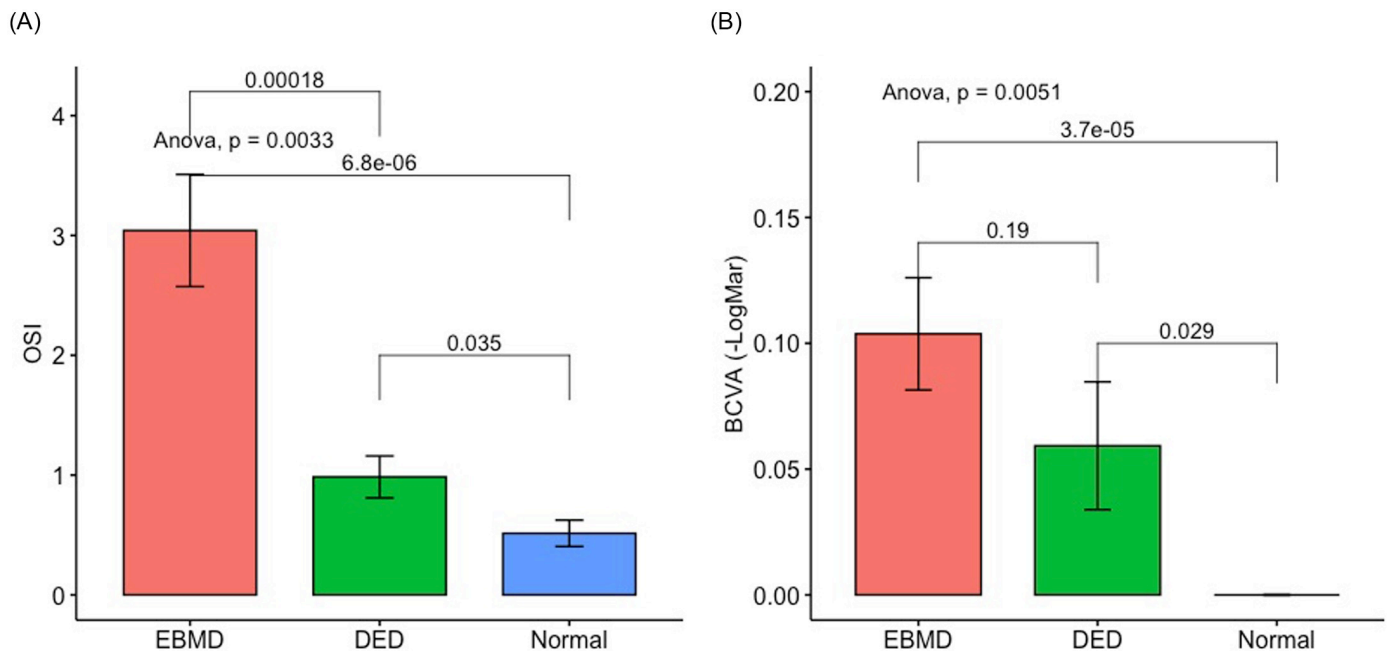 (A)
0.00018
4
Anova, p = 0.0033
6.8e-06
3
0.035
OSI
2
1
0
EBMD DED Normal
(B)
0.20
Anova, p = 0.0051
3.7e-05
0.15
0.19
BCVA (-LogMar)
0.10
0.029
0.05
0.00
EBMD DED Normal